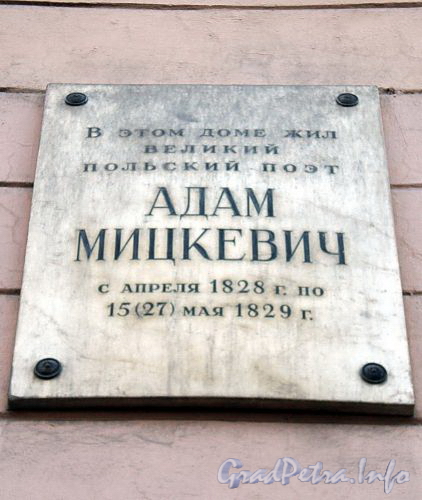 В ЭТОМ ДОМЕ ЖИЛ
ВЕЛИКИЙ
ПОЛЬСКИЙ ПОЭТ
АДАМ
МИЦКЕВИЧ
С АПРЕЛЯ 1828 Г. ПО
15(27) МАЯ 1829 Г.
GradPetra.Info